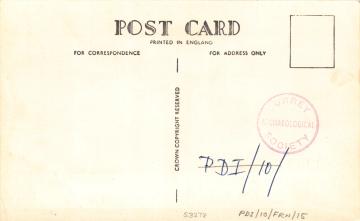 POST CARD
PRINTED IN ENGLAND
FOR CORRESPONDENCE
FOR ADDRESS ONLY
CROWN COPYRIGHT RESERVED
SURREY
ARCHAEOLOGICAL
SOCIETY
PDI/10/
53278
PDI/10/FRN/15